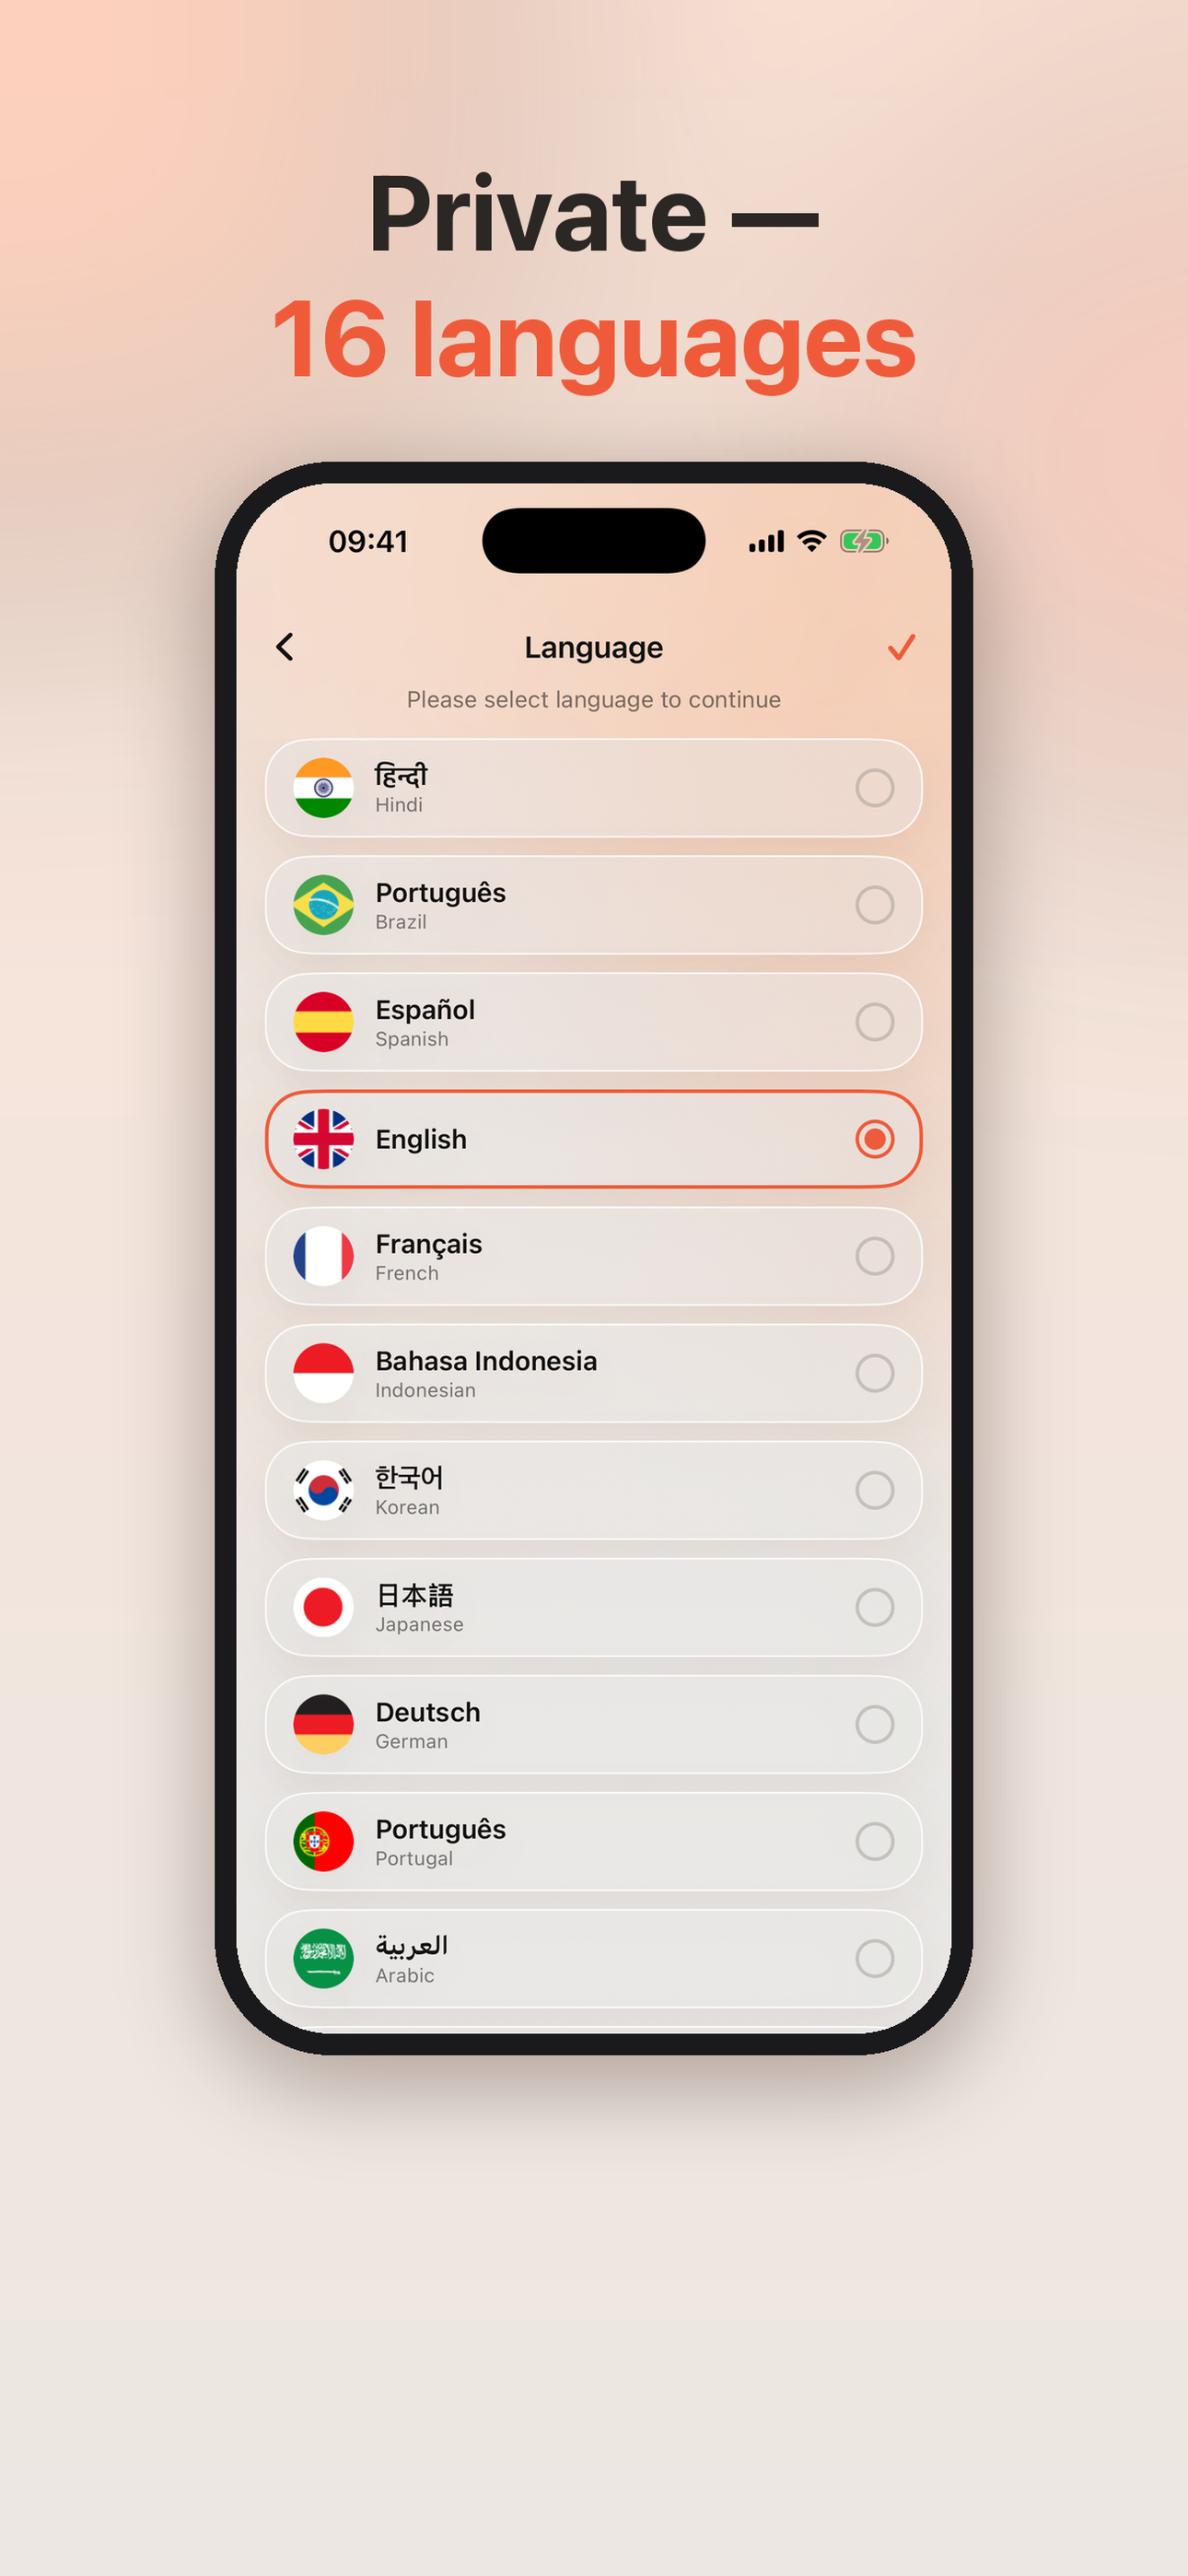 Private —
16 languages
09:41
Language
Please select language to continue
हिन्दी
Hindi
Português
Brazil
Español
Spanish
English
Français
French
Bahasa Indonesia
Indonesian
한국어
Korean
日本語
Japanese
Deutsch
German
Português
Portugal
العربية
Arabic